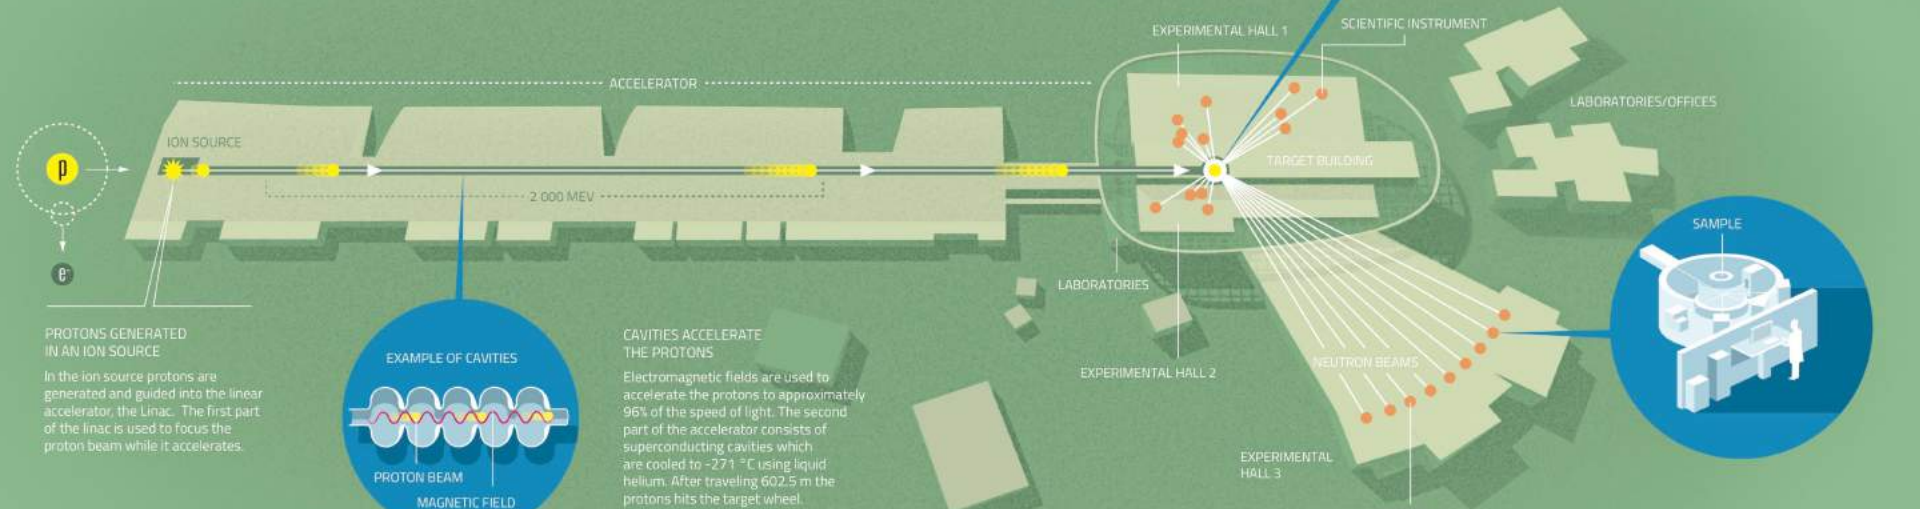 EXPERIMENTAL HALL 1
SCIENTIFIC INSTRUMENT
ACCELERATOR
LABORATORIES/OFFICES
ION SOURCE
p
TARGET BUILDING
2 000 MEV
e-
SAMPLE
LABORATORIES
PROTONS GENERATED
IN AN ION SOURCE
In the ion source protons are
generated and guided into the linear
accelerator, the Linac. The first part
of the linac is used to focus the
proton beam while it accelerates.
EXAMPLE OF CAVITIES
PROTON BEAM
MAGNETIC FIELD
CAVITIES ACCELERATE
THE PROTONS
Electromagnetic fields are used to
accelerate the protons to approximately
96% of the speed of light. The second
part of the accelerator consists of
superconducting cavities which
are cooled to -271 °C using liquid
helium. After traveling 602.5 m the
protons hits the target wheel.
EXPERIMENTAL HALL 2
NEUTRON BEAMS
EXPERIMENTAL
HALL 3